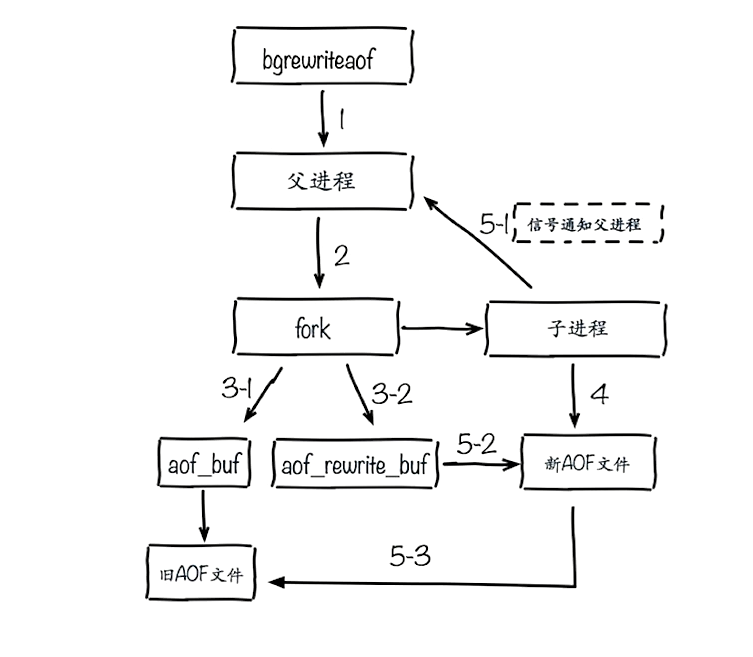 bgrewriteaof
1
父进程
5-1
信号通知父进程
2
fork
子进程
3-1
3-2
4
aof_buf
aof_rewrite_buf
5-2
新AOF文件
5-3
旧AOF文件